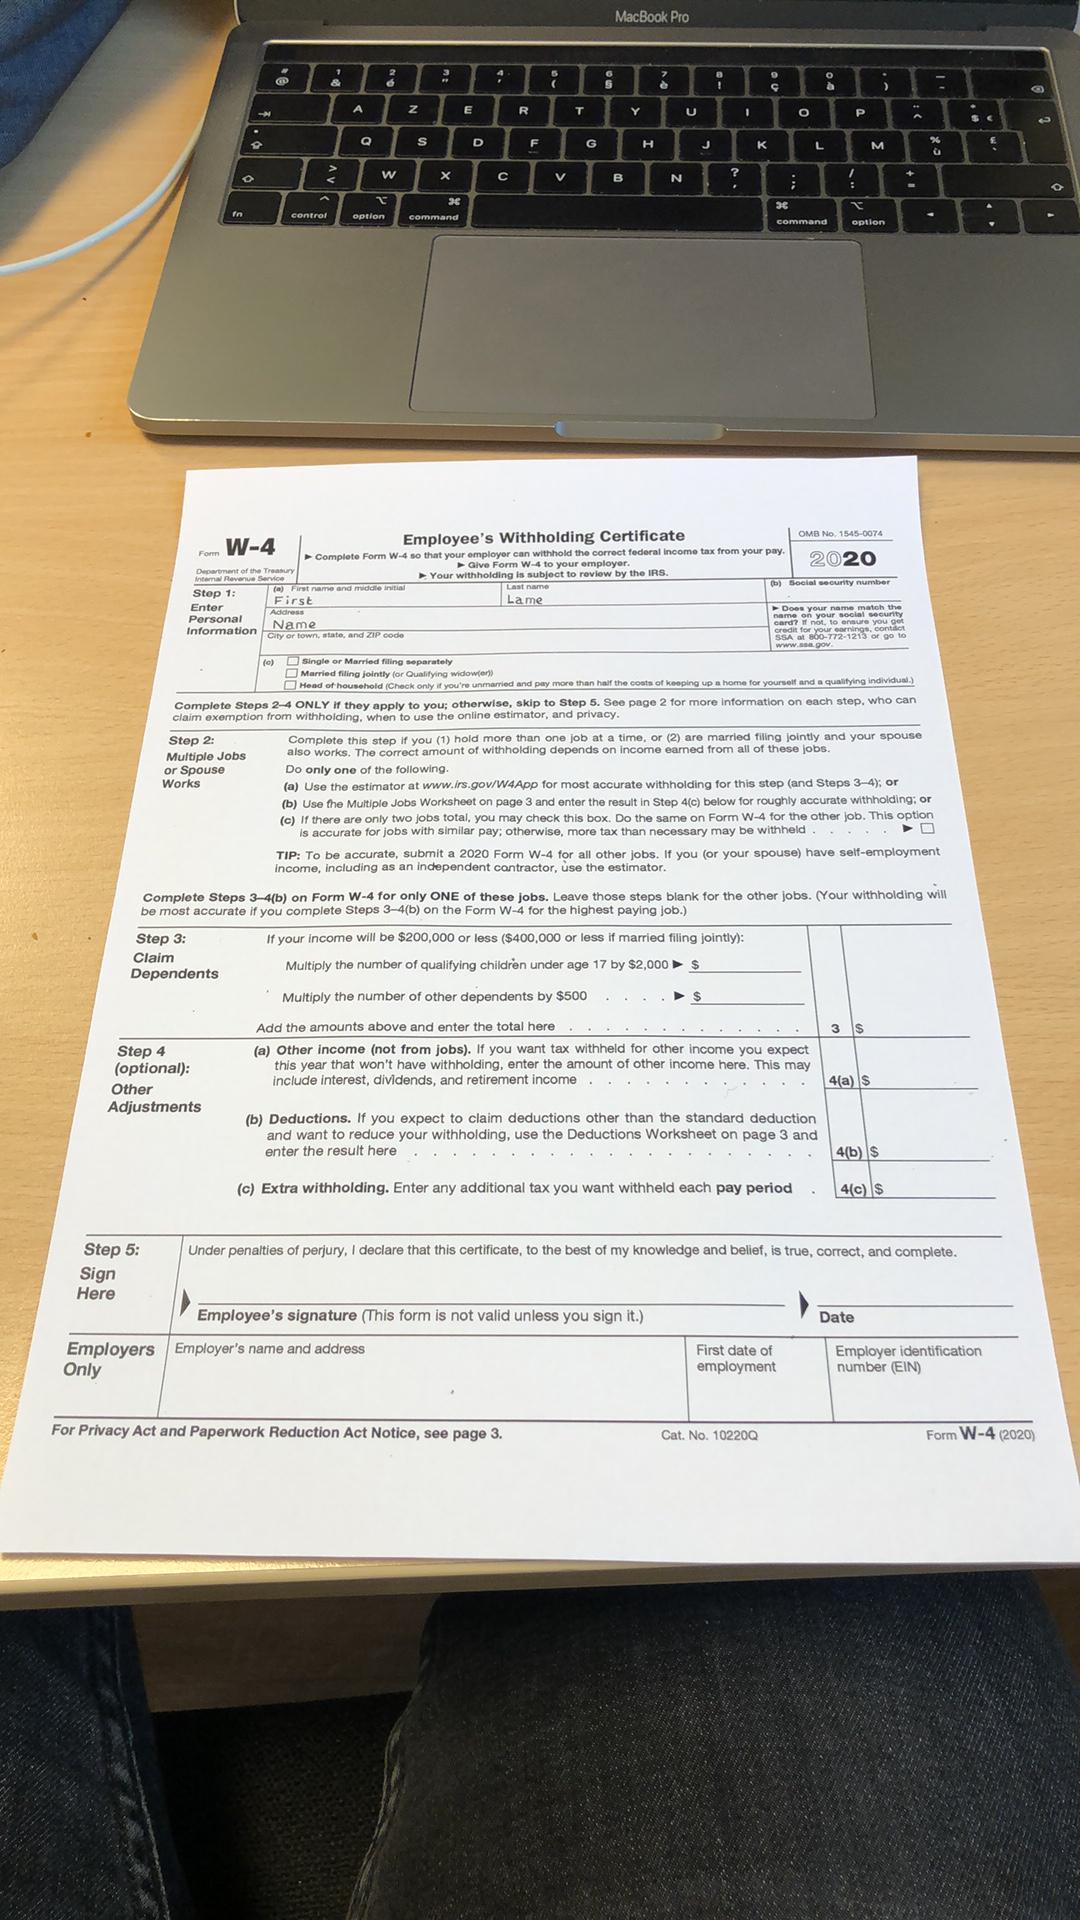 MacBook Pro
# 1 2 3 4 5 6 7 8 9 0 ° _
@ & é " ' ( § è ! ç à ) -
A Z E R T Y U I O P ¨ ^ * $ €
Q S D F G H J K L M % ù £ `
> < W X C V B N ? , . ; / : + =
fn control option command command option
Form W-4
Department of the Treasury
Internal Revenue Service
Employee's Withholding Certificate
▶ Complete Form W-4 so that your employer can withhold the correct federal income tax from your pay.
▶ Give Form W-4 to your employer.
▶ Your withholding is subject to review by the IRS.
OMB No. 1545-0074
2020
Step 1:
Enter
Personal
Information
(a) First name and middle initial
First
Last name
Lame
(b) Social security number
Address
Name
City or town, state, and ZIP code
▶ Does your name match the
name on your social security
card? If not, to ensure you get
credit for your earnings, contact
SSA at 800-772-1213 or go to
www.ssa.gov.
(c) Single or Married filing separately
Married filing jointly (or Qualifying widow(er))
Head of household (Check only if you're unmarried and pay more than half the costs of keeping up a home for yourself and a qualifying individual.)
Complete Steps 2–4 ONLY if they apply to you; otherwise, skip to Step 5. See page 2 for more information on each step, who can
claim exemption from withholding, when to use the online estimator, and privacy.
Step 2:
Multiple Jobs
or Spouse
Works
Complete this step if you (1) hold more than one job at a time, or (2) are married filing jointly and your spouse
also works. The correct amount of withholding depends on income earned from all of these jobs.
Do only one of the following.
(a) Use the estimator at www.irs.gov/W4App for most accurate withholding for this step (and Steps 3–4); or
(b) Use the Multiple Jobs Worksheet on page 3 and enter the result in Step 4(c) below for roughly accurate withholding; or
(c) If there are only two jobs total, you may check this box. Do the same on Form W-4 for the other job. This option
is accurate for jobs with similar pay; otherwise, more tax than necessary may be withheld . . . . . ▶
TIP: To be accurate, submit a 2020 Form W-4 for all other jobs. If you (or your spouse) have self-employment
income, including as an independent contractor, use the estimator.
Complete Steps 3–4(b) on Form W-4 for only ONE of these jobs. Leave those steps blank for the other jobs. (Your withholding will
be most accurate if you complete Steps 3–4(b) on the Form W-4 for the highest paying job.)
Step 3:
Claim
Dependents
If your income will be $200,000 or less ($400,000 or less if married filing jointly):
Multiply the number of qualifying children under age 17 by $2,000 ▶ $
Multiply the number of other dependents by $500 . . . . ▶ $
Add the amounts above and enter the total here . . . . . . . . . . . . . 3 $
Step 4
(optional):
Other
Adjustments
(a) Other income (not from jobs). If you want tax withheld for other income you expect
this year that won't have withholding, enter the amount of other income here. This may
include interest, dividends, and retirement income . . . . . . . . . . . 4(a) $
(b) Deductions. If you expect to claim deductions other than the standard deduction
and want to reduce your withholding, use the Deductions Worksheet on page 3 and
enter the result here . . . . . . . . . . . . . . . . . . . . . 4(b) $
(c) Extra withholding. Enter any additional tax you want withheld each pay period . 4(c) $
Step 5:
Sign
Here
Under penalties of perjury, I declare that this certificate, to the best of my knowledge and belief, is true, correct, and complete.
Employee's signature (This form is not valid unless you sign it.)
Date
Employers
Only
Employer's name and address
First date of
employment
Employer identification
number (EIN)
For Privacy Act and Paperwork Reduction Act Notice, see page 3.
Cat. No. 10220Q
Form W-4 (2020)